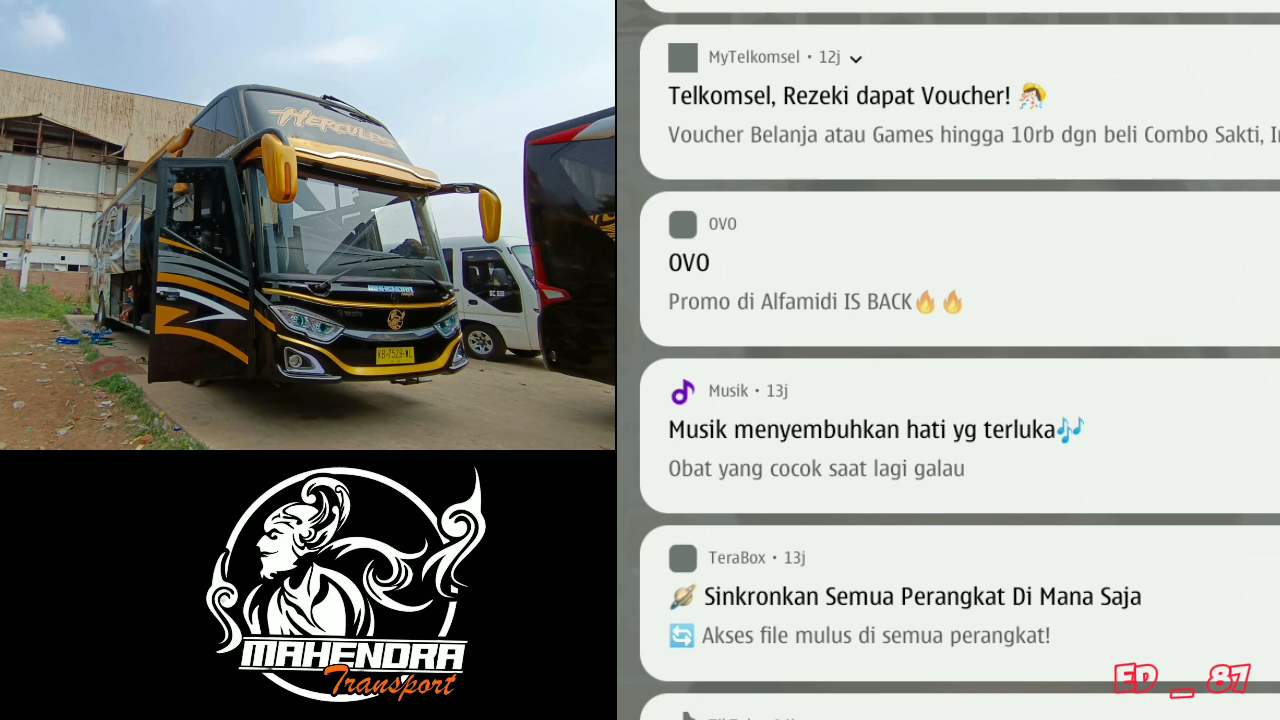 HERCULES
MAHENDRA
KB 7529 WL
MAHENDRA
Transport
MyTelkomsel • 12j
Telkomsel, Rezeki dapat Voucher! 🎊
Voucher Belanja atau Games hingga 10rb dgn beli Combo Sakti,
OVO
OVO
Promo di Alfamidi IS BACK🔥🔥
Musik • 13j
Musik menyembuhkan hati yg terluka🎶
Obat yang cocok saat lagi galau
TeraBox • 13j
🪐 Sinkronkan Semua Perangkat Di Mana Saja
🔄 Akses file mulus di semua perangkat!
ED _ 87